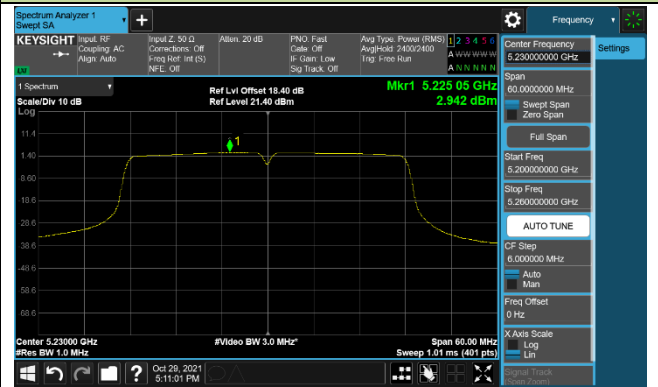 Spectrum Analyzer 1
Swept SA
Frequency
KEYSIGHT
Input: RF
Coupling: AC
Align: Auto
Input Z: 50 Ω
Corrections: Off
Freq Ref: Int (S)
NFE: Off
Atten: 20 dB
PNO: Fast
Gate: Off
IF Gain: Low
Sig Track: Off
Avg Type: Power (RMS)
Avg|Hold: 2400/2400
Trig: Free Run
1 2 3 4 5 6
A W W W W W
A N N N N N
LXI
1 Spectrum
Scale/Div 10 dB
Ref Lvl Offset 18.40 dB
Ref Level 21.40 dBm
Mkr1 5.225 05 GHz
2.942 dBm
Log
11.4
1.40
-8.60
-18.6
-28.6
-38.6
-48.6
-58.6
-68.6
1
Center 5.23000 GHz
#Res BW 1.0 MHz
#Video BW 3.0 MHz*
Span 60.00 MHz
Sweep 1.01 ms (401 pts)
Oct 29, 2021
5:11:01 PM
?
Center Frequency
5.230000000 GHz
Settings
Span
60.0000000 MHz
Swept Span
Zero Span
Full Span
Start Freq
5.200000000 GHz
Stop Freq
5.260000000 GHz
AUTO TUNE
CF Step
6.000000 MHz
Auto
Man
Freq Offset
0 Hz
X Axis Scale
Log
Lin
Signal Track
(Span Zoom)